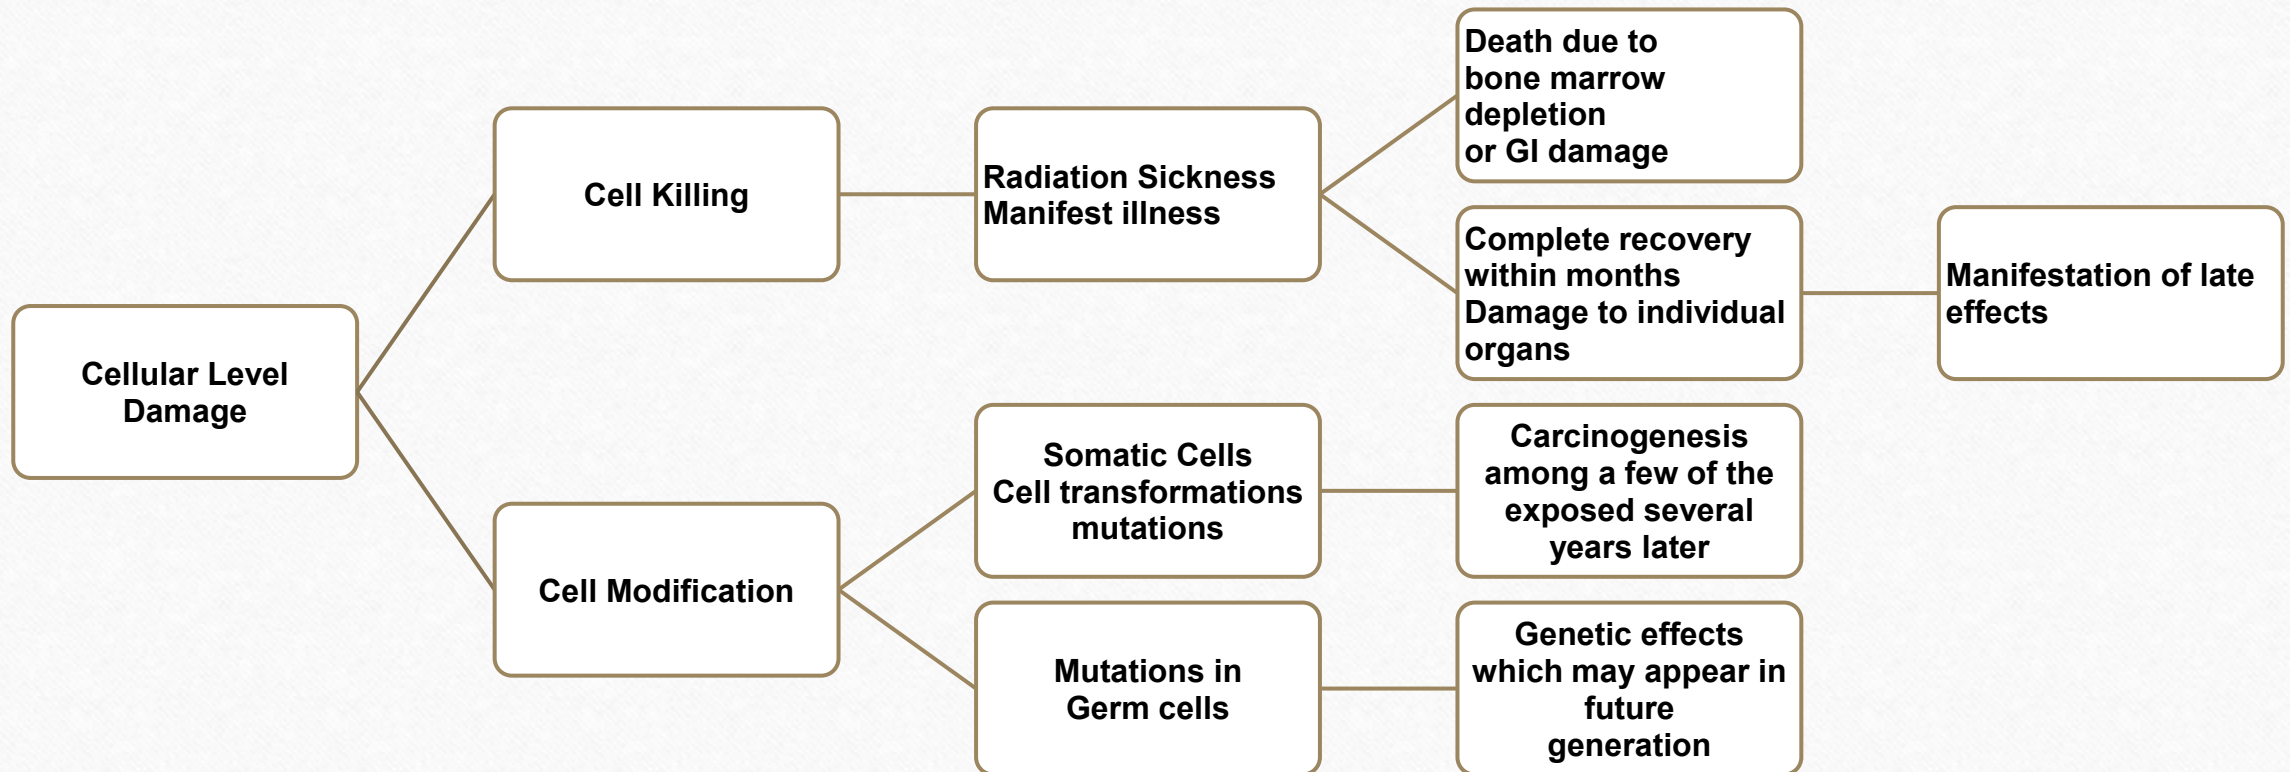 Cellular Level
Damage
Cell Killing
Radiation Sickness
Manifest illness
Death due to
bone marrow
depletion
or GI damage
Complete recovery
within months
Damage to individual
organs
Manifestation of late
effects
Cell Modification
Somatic Cells
Cell transformations
mutations
Carcinogenesis
among a few of the
exposed several
years later
Mutations in
Germ cells
Genetic effects
which may appear in
future
generation